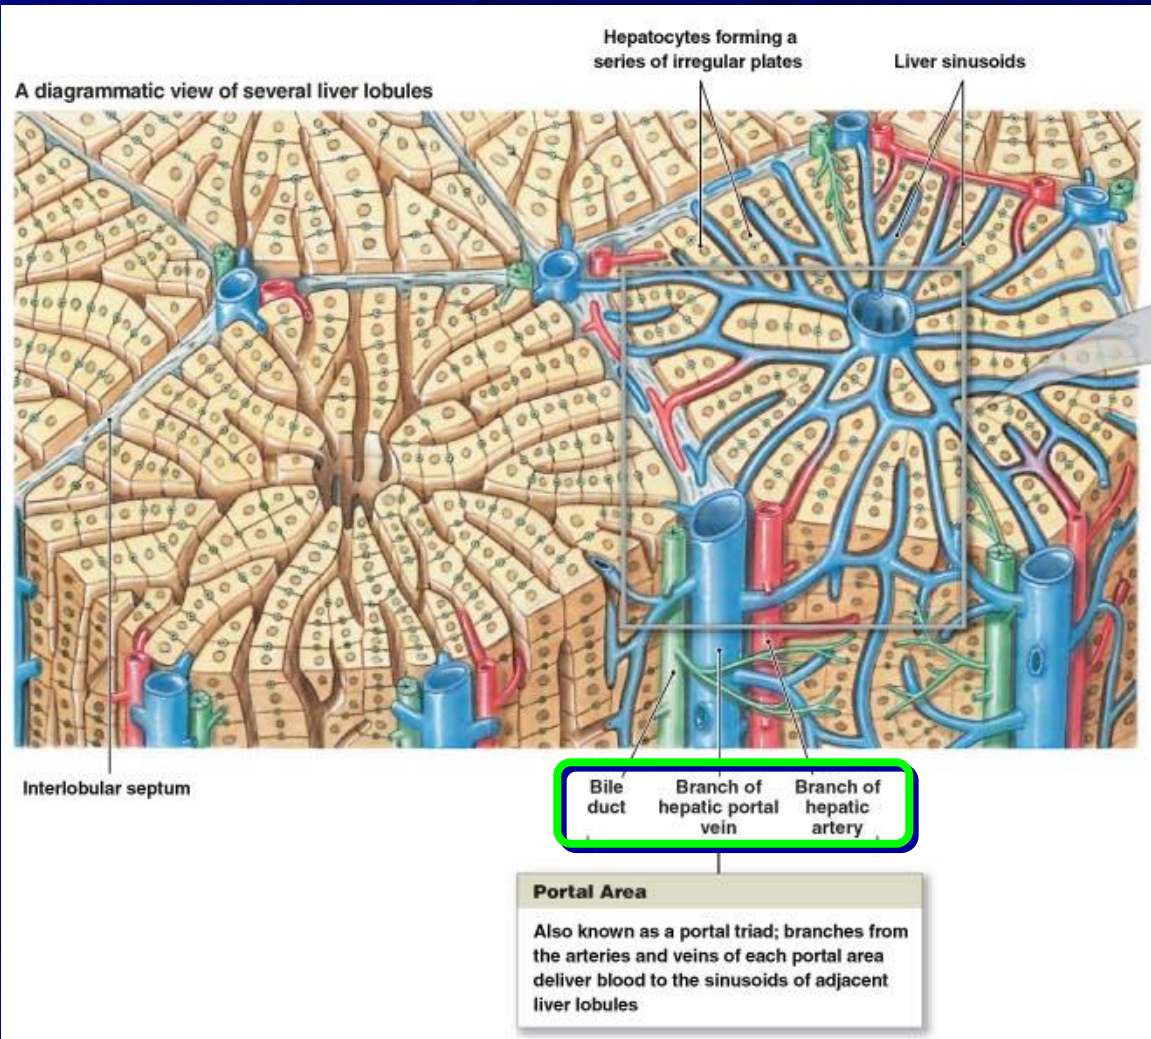 Hepatocytes forming a
series of irregular plates
Liver sinusoids
A diagrammatic view of several liver lobules
Interlobular septum
Bile
duct
Branch of
hepatic portal
vein
Branch of
hepatic
artery
Portal Area
Also known as a portal triad; branches from
the arteries and veins of each portal area
deliver blood to the sinusoids of adjacent
liver lobules